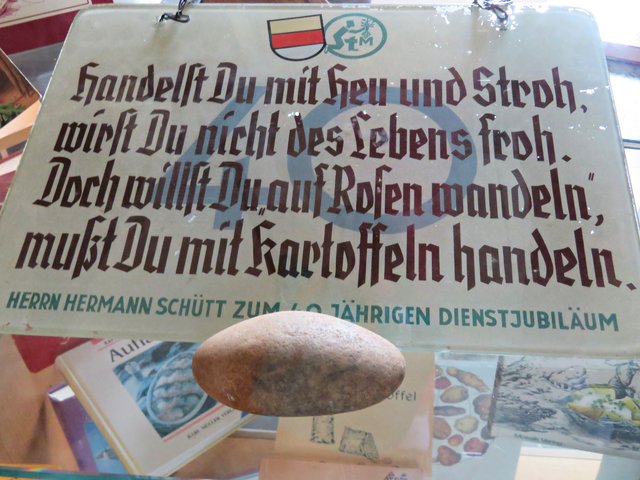 M
40
Handelst Du mit Heu und Stroh,
wirst Du nicht des Lebens froh.
Doch willst Du „auf Rosen wandeln“,
mußt Du mit Kartoffeln handeln.
HERRN HERMANN SCHÜTT ZUM 40 JÄHRIGEN DIENSTJUBILÄUM